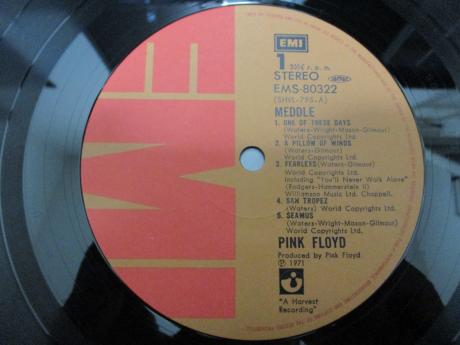 EMI
1 33⅓ r.p.m.
STEREO
EMS-80322
(SHVL-795-A)
MEDDLE
1. ONE OF THESE DAYS
(Waters-Wright-Mason-Gilmour)
World Copyrights Ltd.
2. A PILLOW OF WINDS
(Waters-Gilmour)
World Copyrights Ltd.
3. FEARLESS(Waters-Gilmour)
World Copyrights Ltd.
Including "You'll Never Walk Alone"
(Rodgers-Hammerstein II)
Williamson Music Ltd. Chappell.
4. SAN TROPEZ
(Waters) World Copyrights Ltd.
5. SEAMUS
(Waters-Wright-Mason-Gilmour)
World Copyrights Ltd.
PINK FLOYD
Produced by Pink Floyd
℗ 1971
"A Harvest
Recording"
EMI